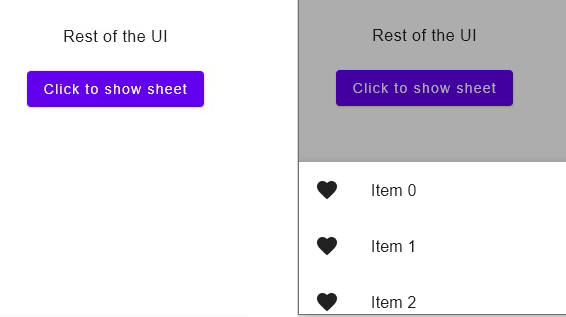 Rest of the UI
Click to show sheet
Rest of the UI
Click to show sheet
Item 0
Item 1
Item 2